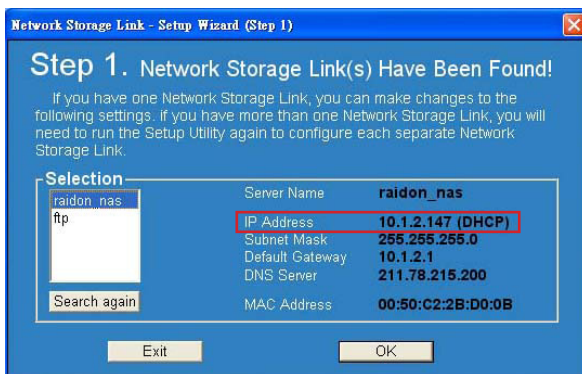 Network Storage Link - Setup Wizard (Step 1)
Step 1. Network Storage Link(s) Have Been Found!
If you have one Network Storage Link, you can make changes to the
following settings. if you have more than one Network Storage Link, you will
need to run the Setup Utility again to configure each separate Network
Storage Link.
Selection
raidon_nas
ftp
Search again
Server Name raidon_nas
IP Address 10.1.2.147 (DHCP)
Subnet Mask 255.255.255.0
Default Gateway 10.1.2.1
DNS Server 211.78.215.200
MAC Address 00:50:C2:2B:D0:0B
Exit
OK